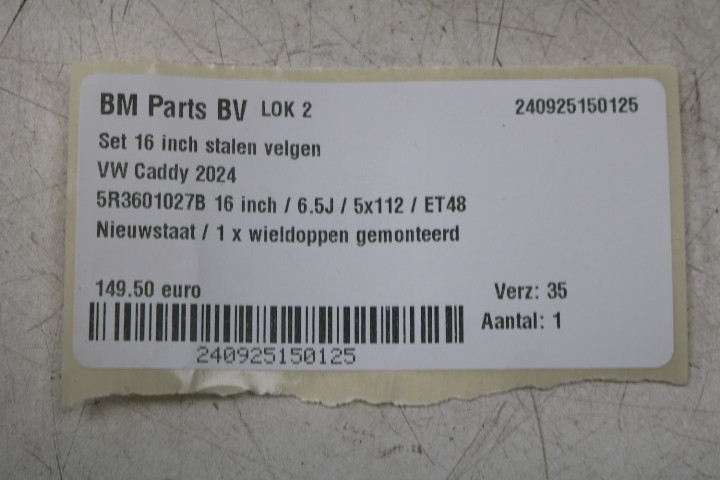 BM Parts BV LOK 2 240925150125
Set 16 inch stalen velgen
VW Caddy 2024
5R3601027B 16 inch / 6.5J / 5x112 / ET48
Nieuwstaat / 1 x wieldoppen gemonteerd
149.50 euro Verz: 35
Aantal: 1
240925150125